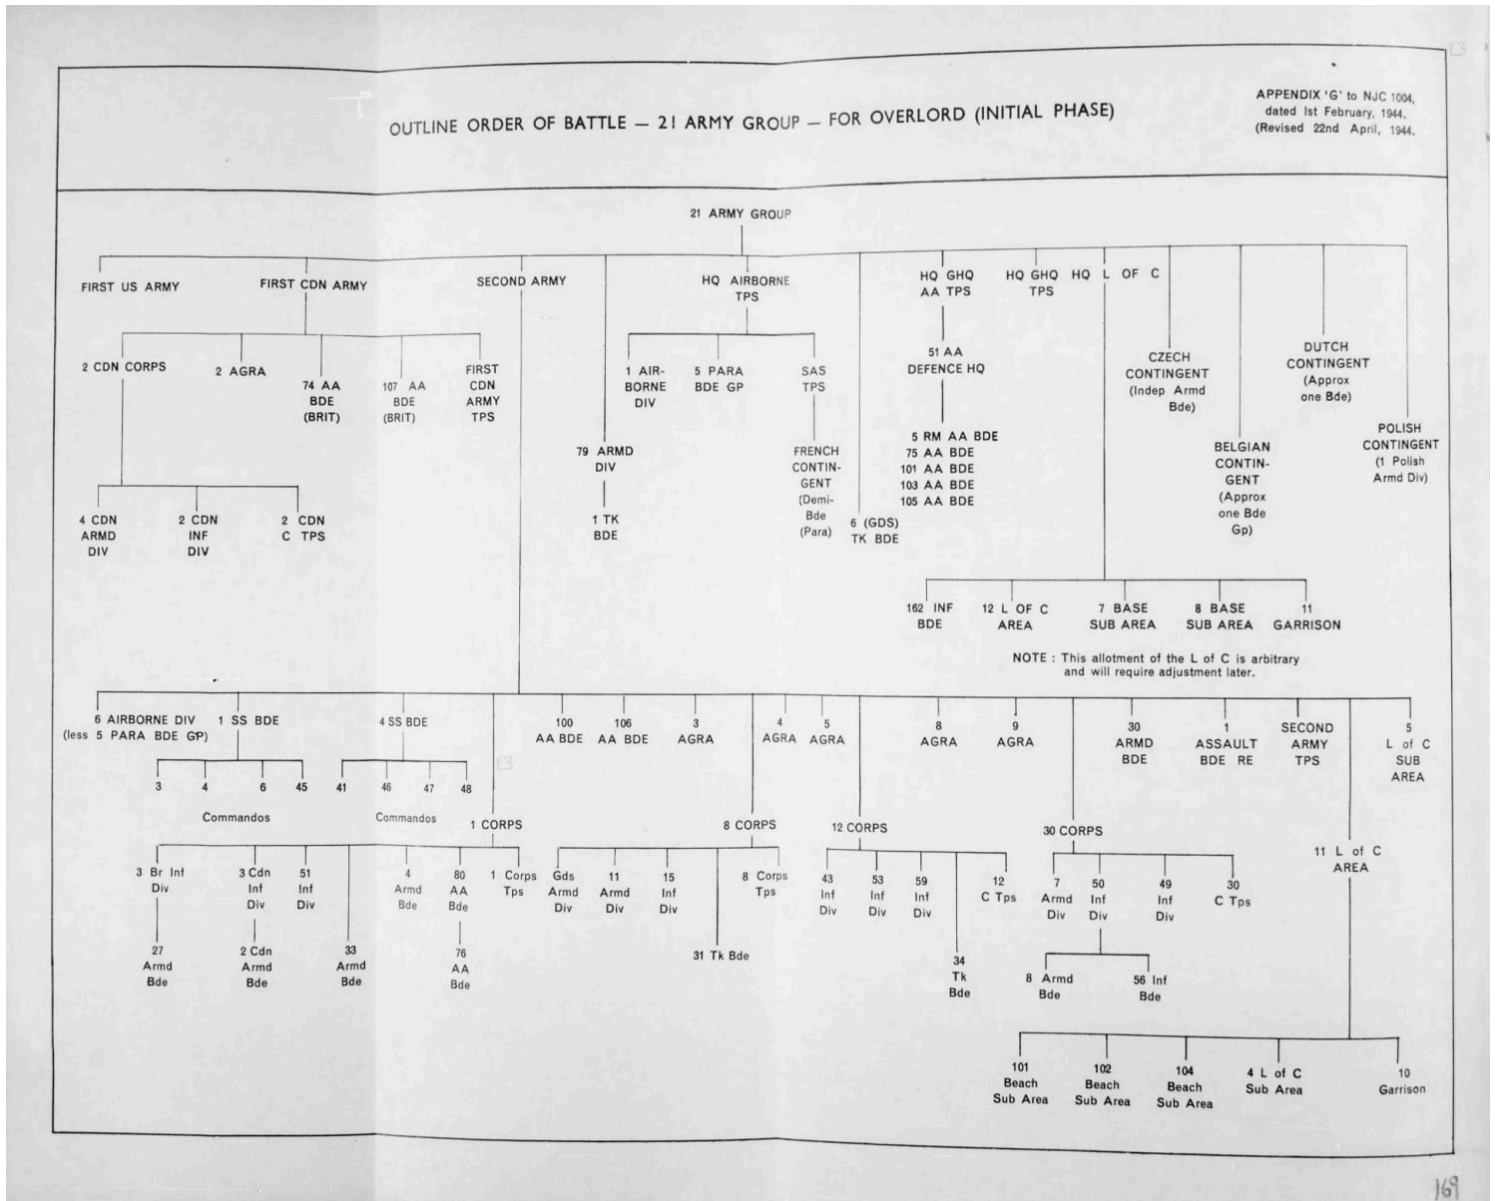 APPENDIX 'G' to NJC 1004,
dated 1st February, 1944.
(Revised 22nd April, 1944.
OUTLINE ORDER OF BATTLE — 21 ARMY GROUP — FOR OVERLORD (INITIAL PHASE)
21 ARMY GROUP
FIRST US ARMY
FIRST CDN ARMY
SECOND ARMY
HQ AIRBORNE
TPS
HQ GHQ
AA TPS
HQ GHQ
TPS
HQ L OF C
2 CDN CORPS
2 AGRA
74 AA
BDE
(BRIT)
107 AA
BDE
(BRIT)
FIRST
CDN
ARMY
TPS
4 CDN
ARMD
DIV
2 CDN
INF
DIV
2 CDN
C TPS
79 ARMD
DIV
1 TK
BDE
1 AIR-
BORNE
DIV
5 PARA
BDE GP
SAS
TPS
FRENCH
CONTIN-
GENT
(Demi-
Bde
(Para)
6 (GDS)
TK BDE
51 AA
DEFENCE HQ
5 RM AA BDE
75 AA BDE
101 AA BDE
103 AA BDE
105 AA BDE
CZECH
CONTINGENT
(Indep Armd
Bde)
BELGIAN
CONTIN-
GENT
(Approx
one Bde
Gp)
DUTCH
CONTINGENT
(Approx
one Bde)
POLISH
CONTINGENT
(1 Polish
Armd Div)
162 INF
BDE
12 L OF C
AREA
7 BASE
SUB AREA
8 BASE
SUB AREA
11
GARRISON
NOTE : This allotment of the L of C is arbitrary
and will require adjustment later.
6 AIRBORNE DIV
(less 5 PARA BDE GP)
1 SS BDE
3 4 6 45
Commandos
4 SS BDE
41 46 47 48
Commandos
100
AA BDE
106
AA BDE
3
AGRA
4
AGRA
5
AGRA
8
AGRA
9
AGRA
30
ARMD
BDE
1
ASSAULT
BDE RE
SECOND
ARMY
TPS
5
L of C
SUB
AREA
1 CORPS
3 Br Inf
Div
27
Armd
Bde
3 Cdn
Inf
Div
2 Cdn
Armd
Bde
51
Inf
Div
33
Armd
Bde
4
Armd
Bde
80
AA
Bde
76
AA
Bde
1 Corps
Tps
8 CORPS
Gds
Armd
Div
11
Armd
Div
15
Inf
Div
31 Tk Bde
8 Corps
Tps
12 CORPS
43
Inf
Div
53
Inf
Div
59
Inf
Div
34
Tk
Bde
12
C Tps
30 CORPS
7
Armd
Div
50
Inf
Div
8 Armd
Bde
56 Inf
Bde
49
Inf
Div
30
C Tps
11 L of C
AREA
101
Beach
Sub Area
102
Beach
Sub Area
104
Beach
Sub Area
4 L of C
Sub Area
10
Garrison
169